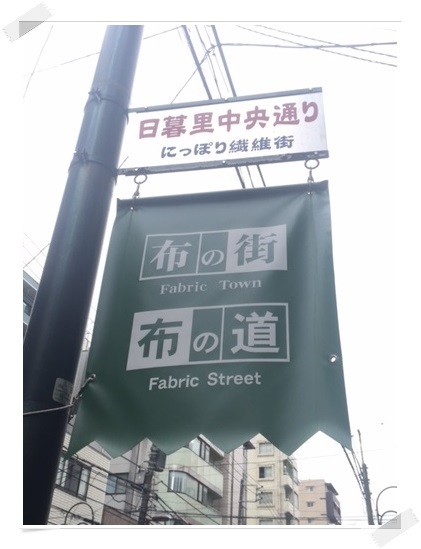 日暮里中央通り
にっぽり繊維街
布の街
Fabric Town
布の道
Fabric Street